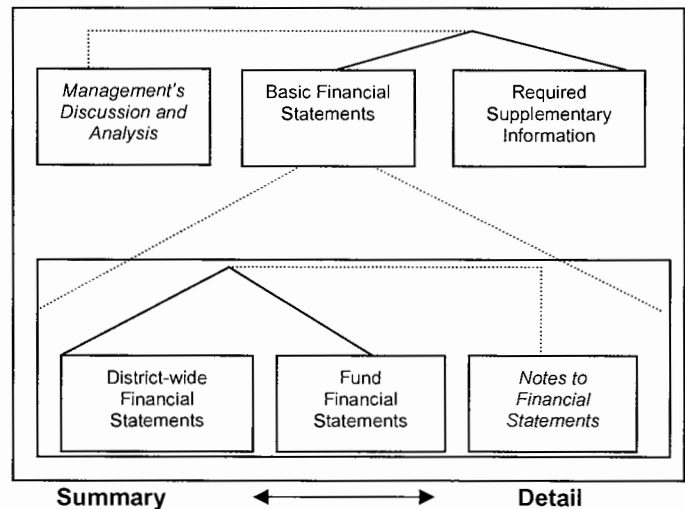 Management's
Discussion and
Analysis
Basic Financial
Statements
Required
Supplementary
Information
District-wide
Financial
Statements
Fund
Financial
Statements
Notes to
Financial
Statements
Summary
Detail